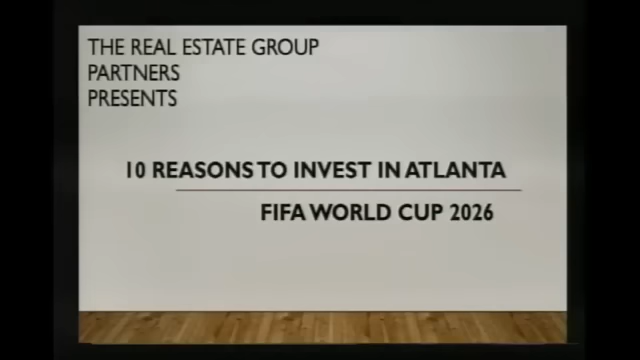 THE REAL ESTATE GROUP
PARTNERS
PRESENTS
10 REASONS TO INVEST IN ATLANTA
FIFA WORLD CUP 2026